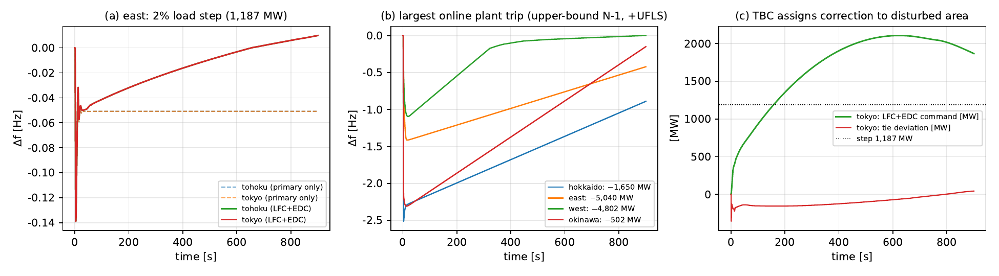 (a) east: 2% load step (1,187 MW)
Δf [Hz]
0.00
-0.02
-0.04
-0.06
-0.08
-0.10
-0.12
-0.14
tohoku (primary only)
tokyo (primary only)
tohoku (LFC+EDC)
tokyo (LFC+EDC)
0 200 400 600 800
time [s]
(b) largest online plant trip (upper-bound N-1, +UFLS)
Δf [Hz]
0.0
-0.5
-1.0
-1.5
-2.0
-2.5
hokkaido: −1,650 MW
east: −5,040 MW
west: −4,802 MW
okinawa: −502 MW
0 200 400 600 800
time [s]
(c) TBC assigns correction to disturbed area
[MW]
2000
1500
1000
500
0
tokyo: LFC+EDC command [MW]
tokyo: tie deviation [MW]
step 1,187 MW
0 200 400 600 800
time [s]